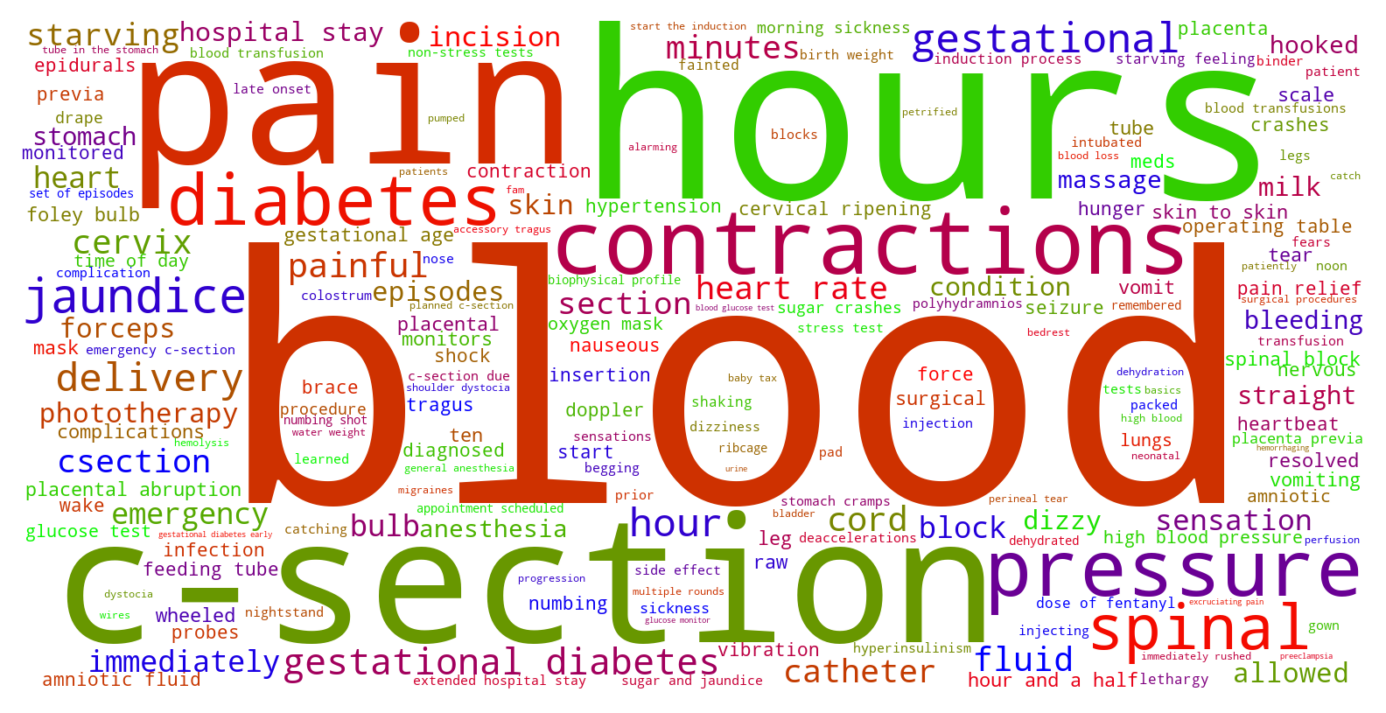 starving
hospital stay
tube in the stomach
epidurals
blood transfusion
incision
non-stress tests
start the induction
minutes
morning sickness
fainted
birth weight
gestational
induction process
placenta
starving feeling
binder
hooked
patient
pain
hours
previa
late onset
drape
stomach
monitored
pumped
petrified
blocks
alarming
scale
blood transfusions
crashes
tube
intubated
blood loss
meds
legs
heart
set of episodes
patients
contraction
fam
massage
milk
catch
diabetes
skin
hypertension
cervical ripening
hunger
skin to skin
operating table
foley bulb
gestational age
accessory tragus
contractions
fears
tear
cervix
time of day
complication
painful
nose
biophysical profile
patiently
noon
jaundice
colostrum
episodes
planned c-section
section
heart rate
blood glucose test
sugar crashes
condition
polyhydramnios
seizure
vomit
remembered
pain relief
surgical procedures
forceps
placental
monitors
oxygen mask
stress test
bedrest
bleeding
transfusion
mask
emergency c-section
shock
nauseous
spinal block
nervous
blood
delivery
brace
c-section due
shoulder dystocia
insertion
baby tax
force
dehydration
tests
basics
straight
phototherapy
procedure
numbing shot
water weight
tragus
doppler
shaking
dizziness
surgical
injection
packed
high blood
heartbeat
complications
hemolysis
ten
diagnosed
sensations
start
ribcage
pad
lungs
neonatal
placenta previa
hemorrhaging
csection
learned
general anesthesia
begging
urine
resolved
vomiting
placental abruption
wake
migraines
appointment scheduled
prior
stomach cramps
bladder
perineal tear
amniotic
emergency
catching
bulb
anesthesia
hour
leg
deaccelerations
cord
block
dizzy
dehydrated
sensation
glucose test
gestational diabetes early
infection
high blood pressure
perfusion
feeding tube
raw
c-section
side effect
progression
multiple rounds
pressure
dystocia
wires
wheeled
nightstand
probes
numbing
sickness
glucose monitor
dose of fentanyl
excruciating pain
injecting
spinal
gown
immediately
gestational diabetes
vibration
hyperinsulinism
fluid
immediately rushed
preeclampsia
amniotic fluid
extended hospital stay
sugar and jaundice
catheter
hour and a half
lethargy
allowed